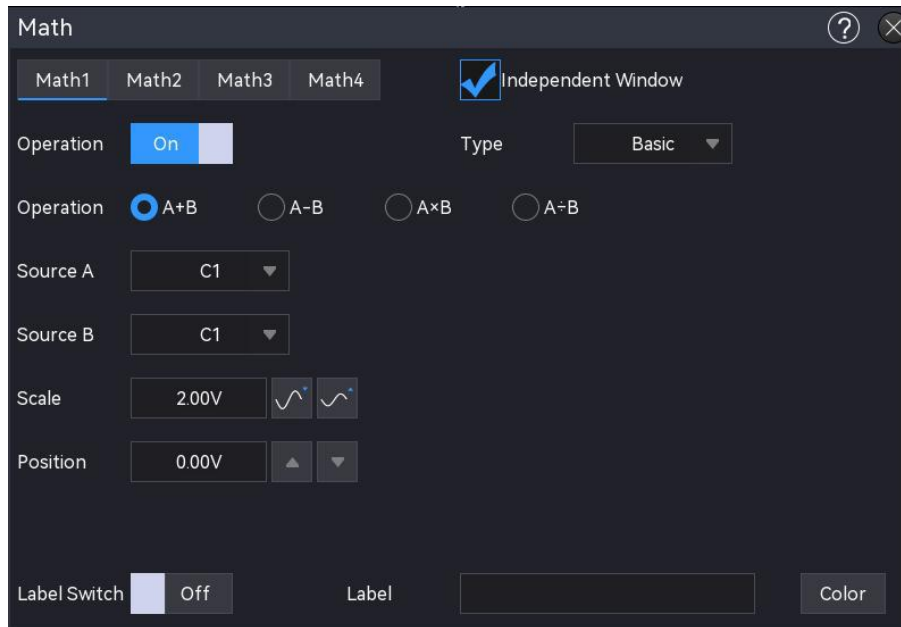 Math ?
Math1 Math2 Math3 Math4 Independent Window
Operation On Type Basic
Operation A+B A-B A×B A÷B
Source A C1
Source B C1
Scale 2.00V
Position 0.00V
Label Switch Off Label Color